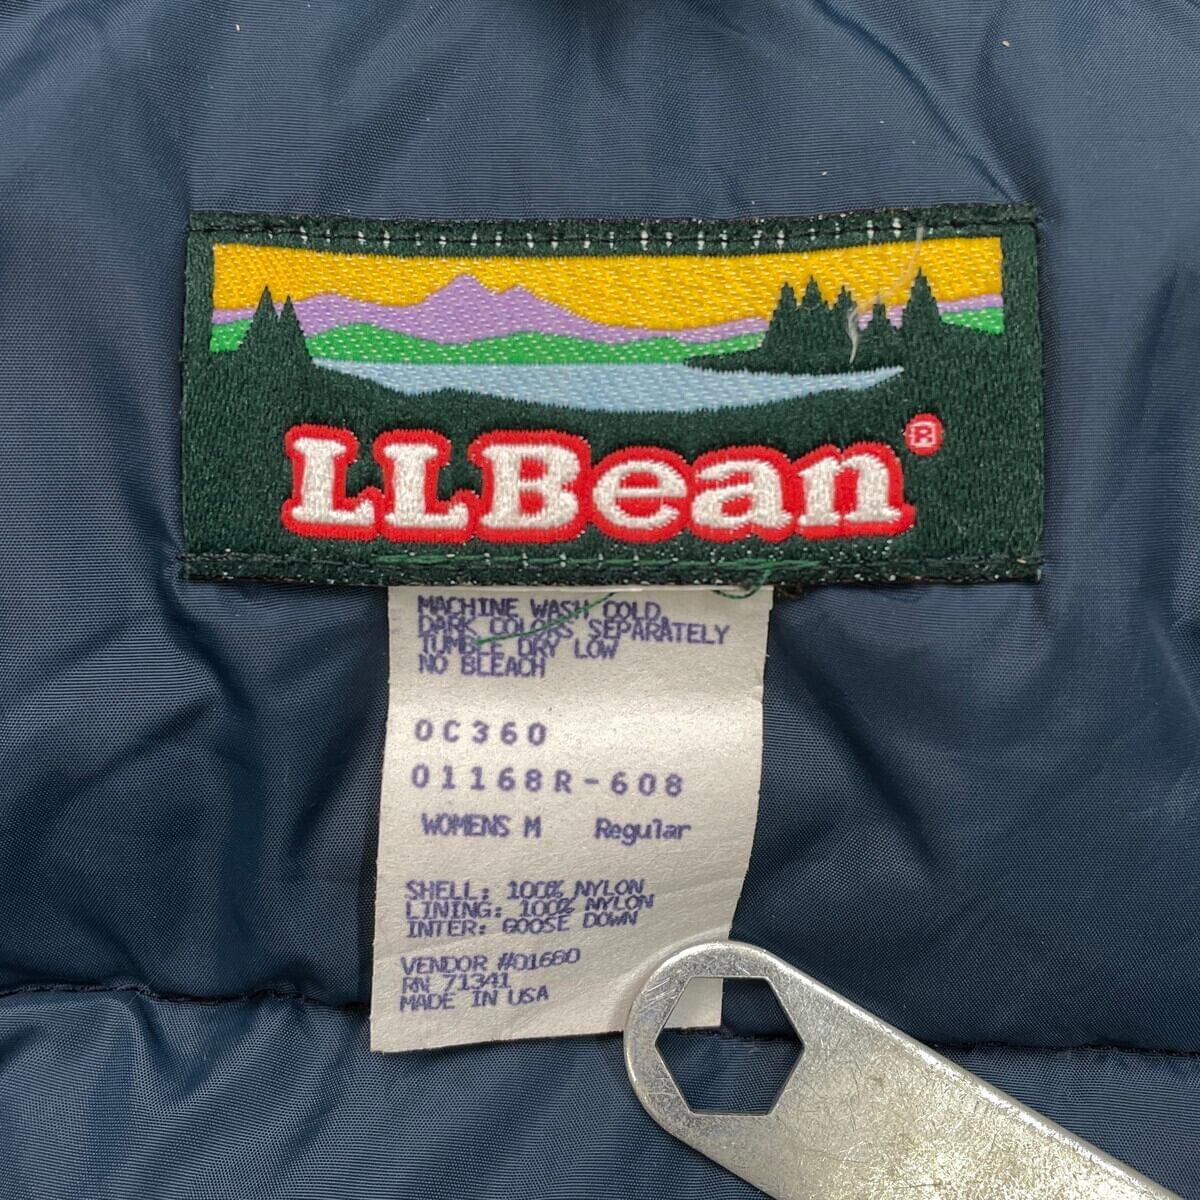 LLBean®
MACHINE WASH COLD,
DARK COLORS SEPARATELY
TUMBLE DRY LOW
NO BLEACH
0C360
01168R-608
WOMENS M Regular
SHELL: 100% NYLON
LINING: 100% NYLON
INTER: GOOSE DOWN
VENDOR #01680
RN 71341
MADE IN USA